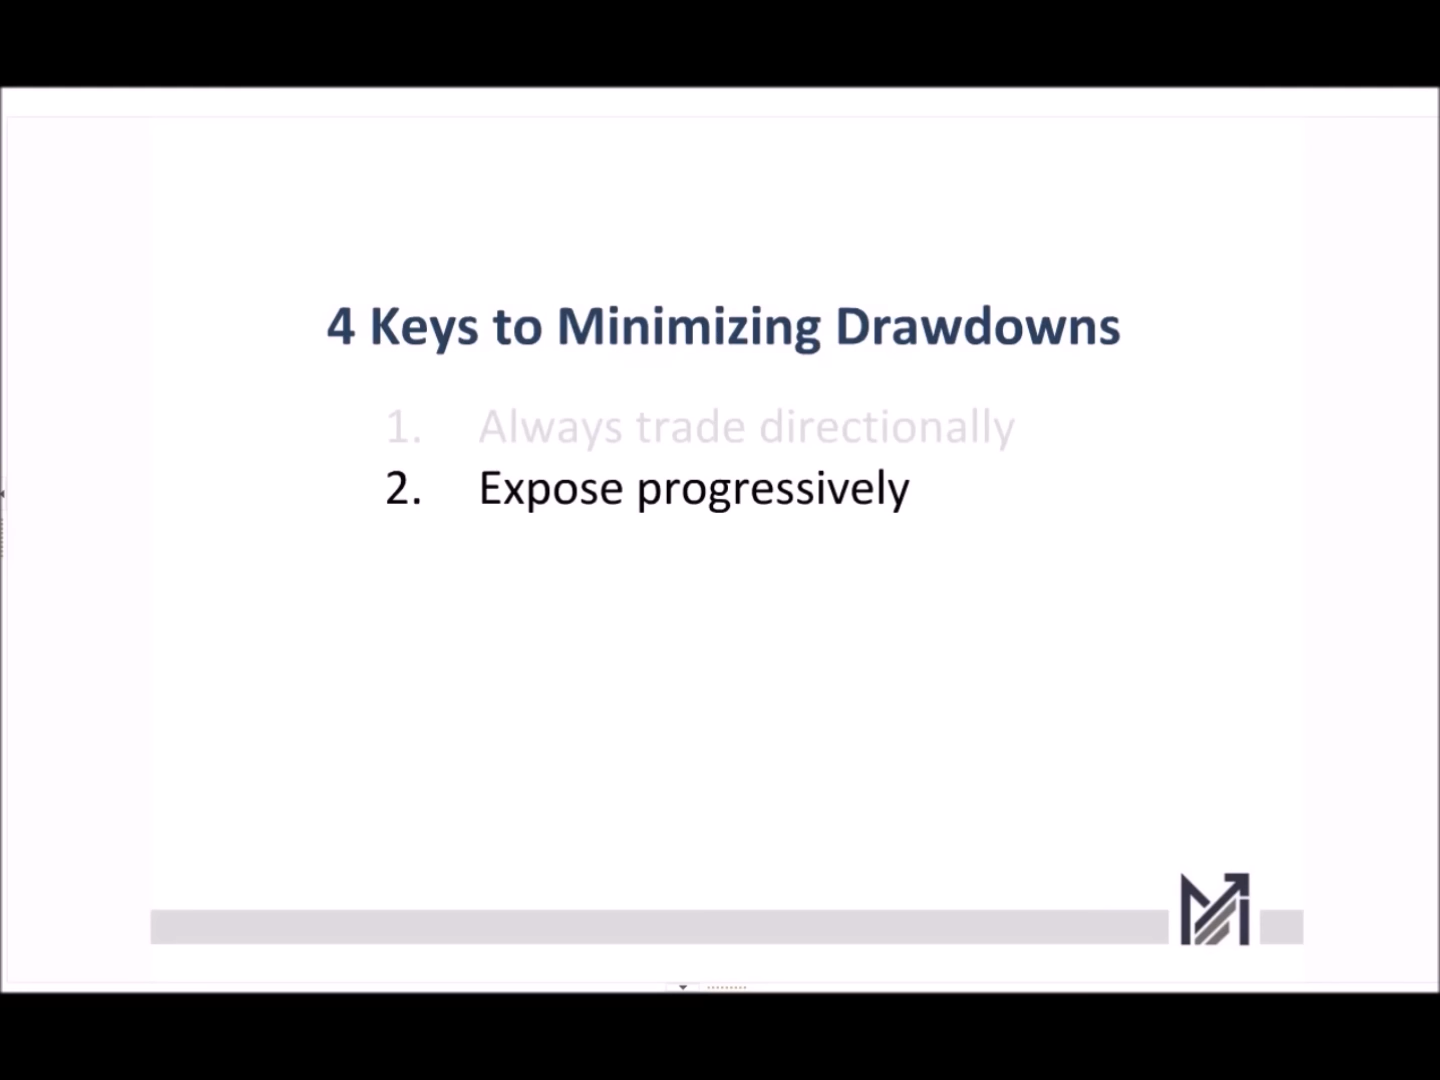 4 Keys to Minimizing Drawdowns
1. Always trade directionally
2. Expose progressively